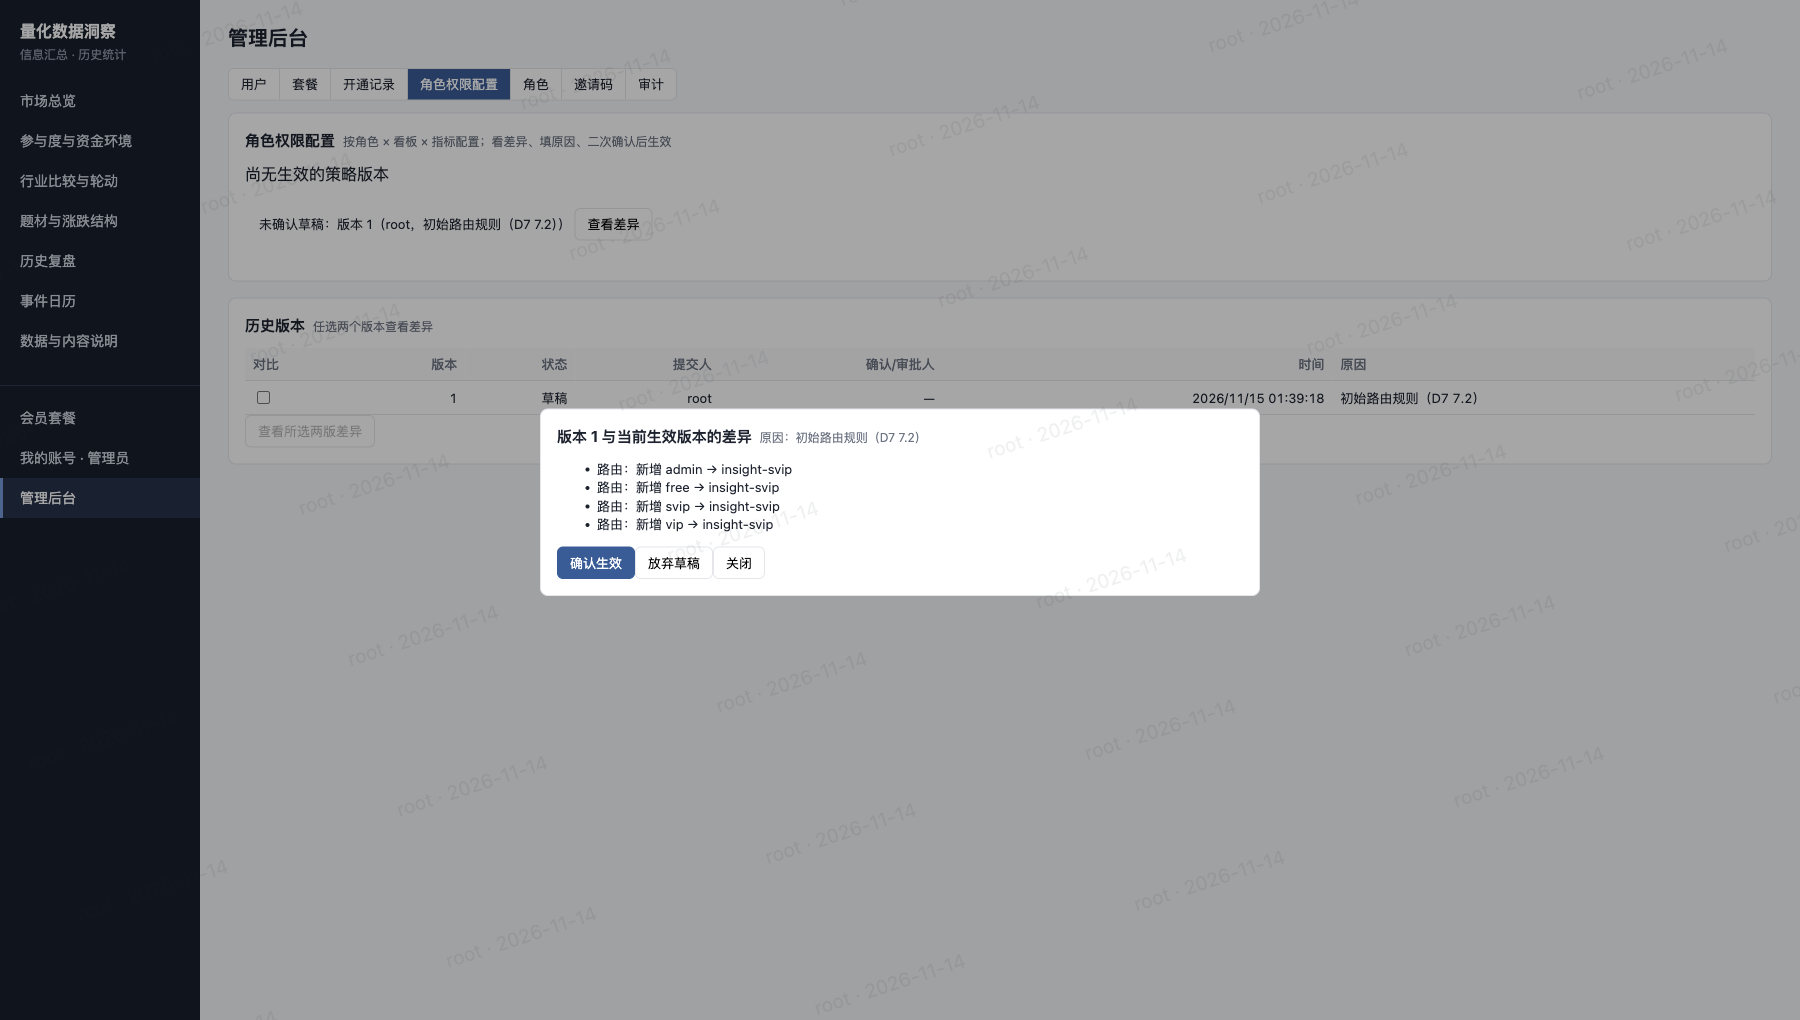 量化数据洞察
信息汇总 · 历史统计
市场总览
参与度与资金环境
行业比较与轮动
题材与涨跌结构
历史复盘
事件日历
数据与内容说明
会员套餐
我的账号 · 管理员
管理后台
管理后台
用户 套餐 开通记录 角色权限配置 角色 邀请码 审计
角色权限配置 按角色 × 看板 × 指标配置；看差异、填原因、二次确认后生效
尚无生效的策略版本
未确认草稿：版本 1（root，初始路由规则（D7 7.2）） 查看差异
历史版本 任选两个版本查看差异
对比 版本 状态 提交人 确认/审批人 时间 原因
1 草稿 root — 2026/11/15 01:39:18 初始路由规则（D7 7.2）
查看所选两版差异
版本 1 与当前生效版本的差异 原因：初始路由规则（D7 7.2）
• 路由：新增 admin → insight-svip
• 路由：新增 free → insight-svip
• 路由：新增 svip → insight-svip
• 路由：新增 vip → insight-svip
确认生效 放弃草稿 关闭
root · 2026-11-14